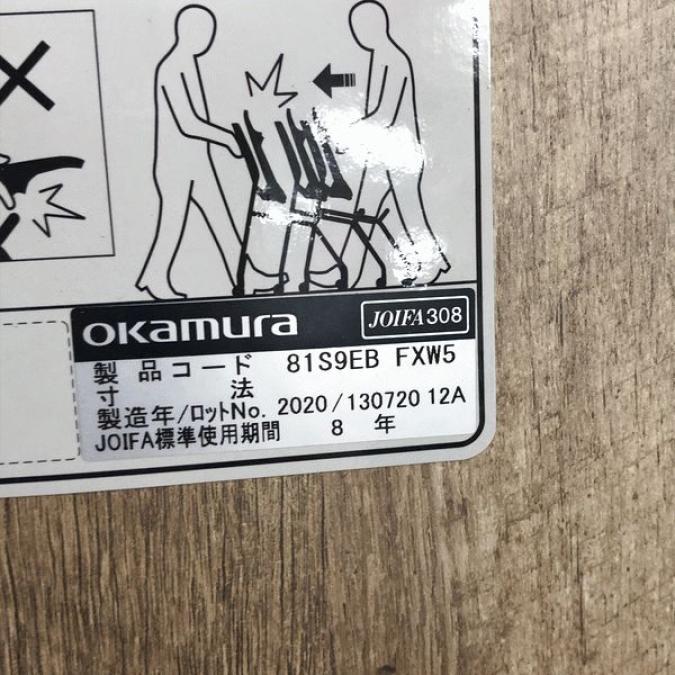 okamura JOIFA308
製品コード 81S9EB FXW5
寸法
製造年/ロットNo. 2020/130720 12A
JOIFA標準使用期間 8 年